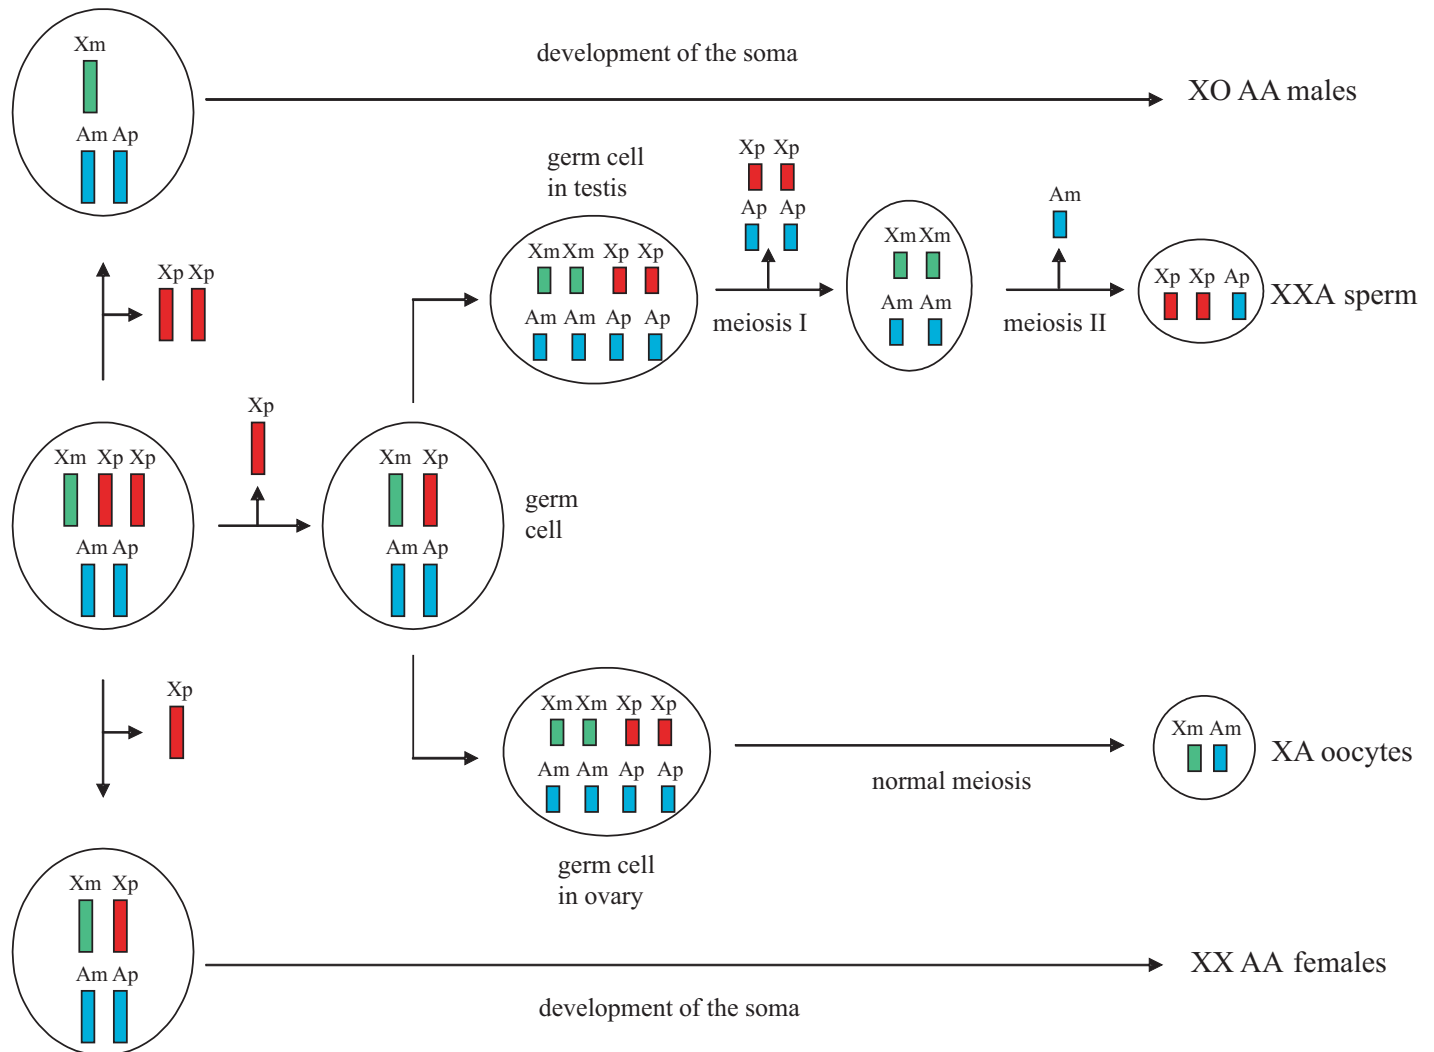 Xm
Am Ap
development of the soma
XO AA males
Xp Xp
germ cell
in testis
Xm Xm Xp Xp
Am Am Ap Ap
Xp Xp
Ap Ap
meiosis I
Xm Xm
Am Am
Am
meiosis II
Xp Xp Ap
XXA sperm
Xm Xp Xp
Am Ap
Xp
Xm Xp
Am Ap
germ
cell
Xp
Xm Xm Xp Xp
Am Am Ap Ap
germ cell
in ovary
normal meiosis
Xm Am
XA oocytes
Xm Xp
Am Ap
development of the soma
XX AA females